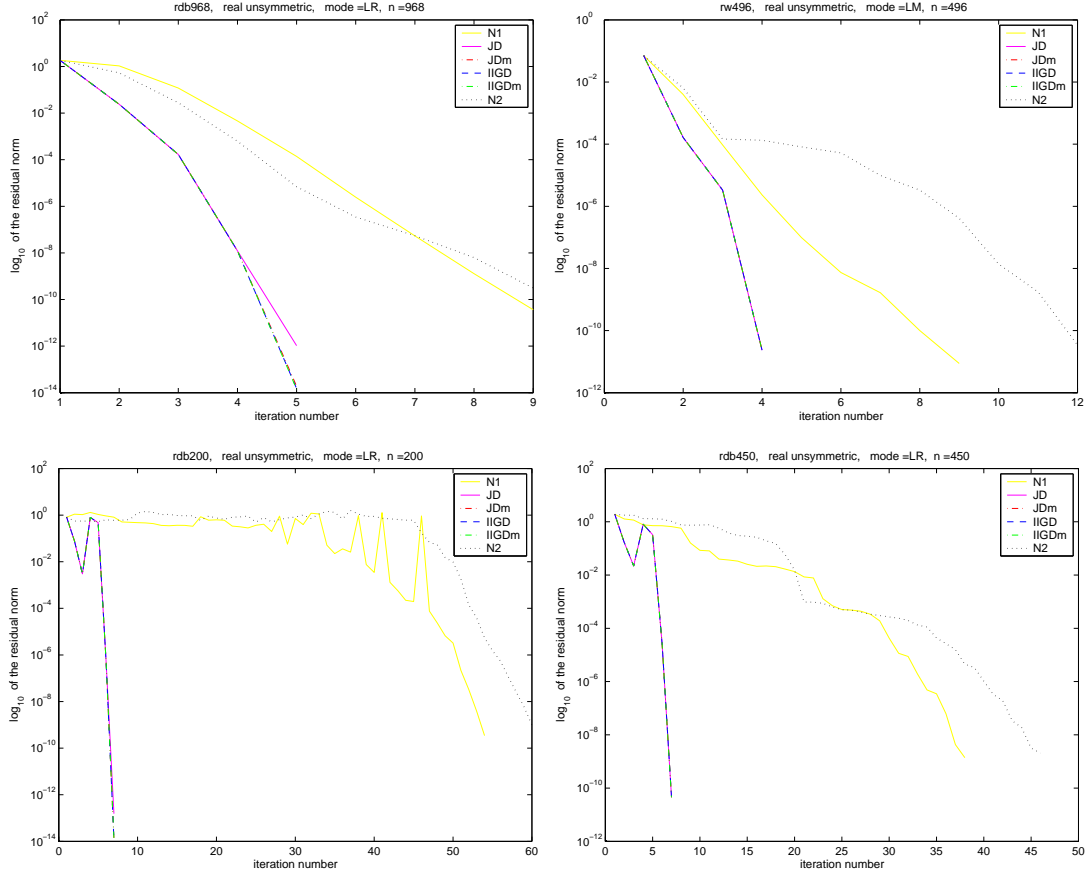 rdb968, real unsymmetric, mode =LR, n =968
10^2
10^0
10^−2
10^−4
10^−6
10^−8
10^−10
10^−12
10^−14
log10 of the residual norm
N1
JD
JDm
IIGD
IIGDm
N2
1 2 3 4 5 6 7 8 9
iteration number
rw496, real unsymmetric, mode =LM, n =496
10^0
10^−2
10^−4
10^−6
10^−8
10^−10
10^−12
log10 of the residual norm
N1
JD
JDm
IIGD
IIGDm
N2
0 2 4 6 8 10 12
iteration number
rdb200, real unsymmetric, mode =LR, n =200
10^2
10^0
10^−2
10^−4
10^−6
10^−8
10^−10
10^−12
10^−14
log10 of the residual norm
N1
JD
JDm
IIGD
IIGDm
N2
0 10 20 30 40 50 60
iteration number
rdb450, real unsymmetric, mode =LR, n =450
10^2
10^0
10^−2
10^−4
10^−6
10^−8
10^−10
10^−12
log10 of the residual norm
N1
JD
JDm
IIGD
IIGDm
N2
0 5 10 15 20 25 30 35 40 45 50
iteration number